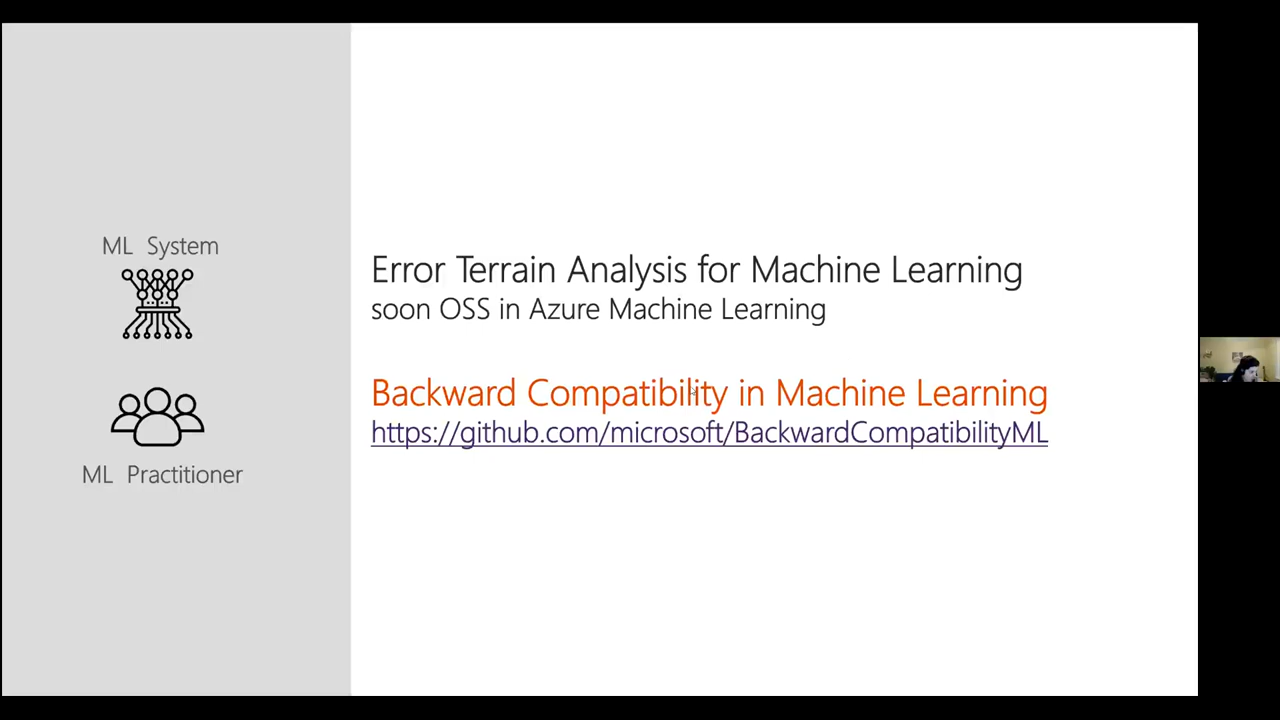 ML System
ML Practitioner
Error Terrain Analysis for Machine Learning
soon OSS in Azure Machine Learning
Backward Compatibility in Machine Learning
https://github.com/microsoft/BackwardCompatibilityML